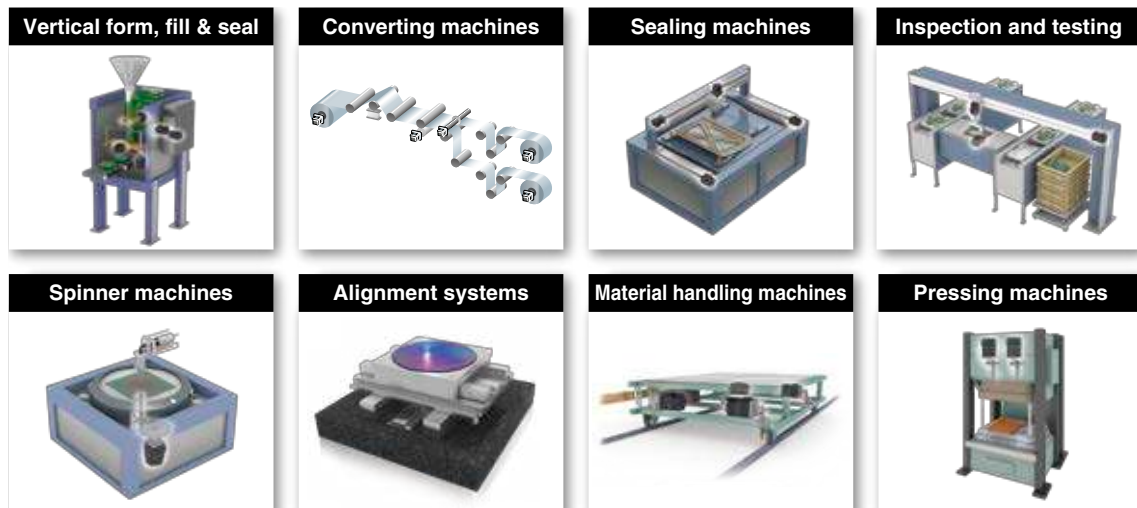 Vertical form, fill & seal
Converting machines
Sealing machines
Inspection and testing
Spinner machines
Alignment systems
Material handling machines
Pressing machines